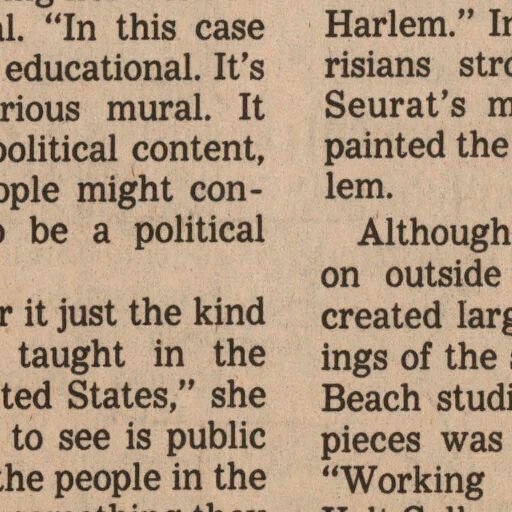 al. “In this case
educational. It’s
rious mural. It
political content,
ople might con-
be a political
r it just the kind
taught in the
ted States,” she
to see is public
the people in the
Harlem.” In
risians stro
Seurat’s m
painted the
lem.
Although
on outside
created larg
ings of the
Beach studi
pieces was
“Working